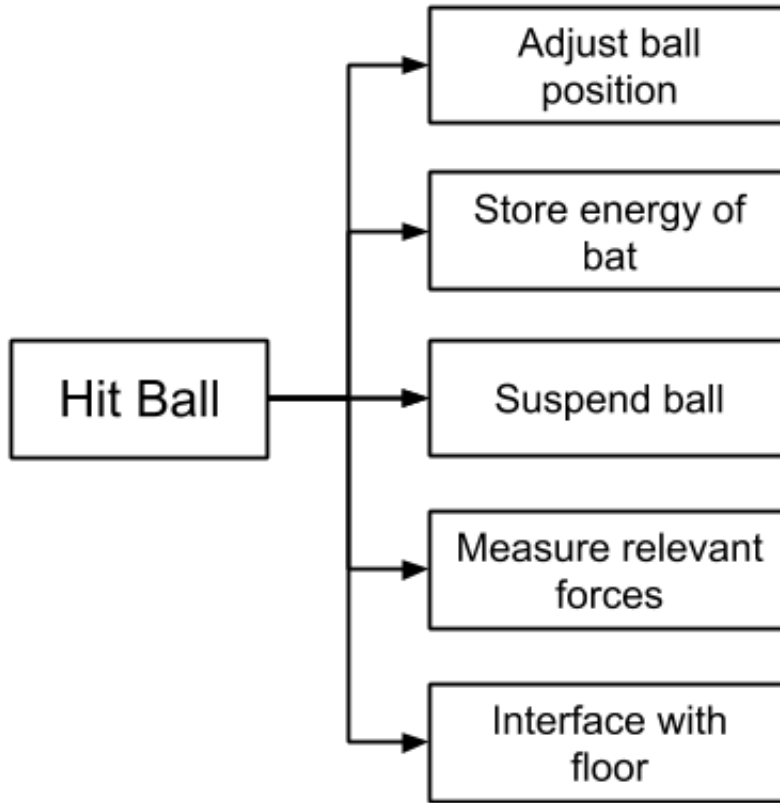 Adjust ball
position
Store energy of
bat
Hit Ball
Suspend ball
Measure relevant
forces
Interface with
floor